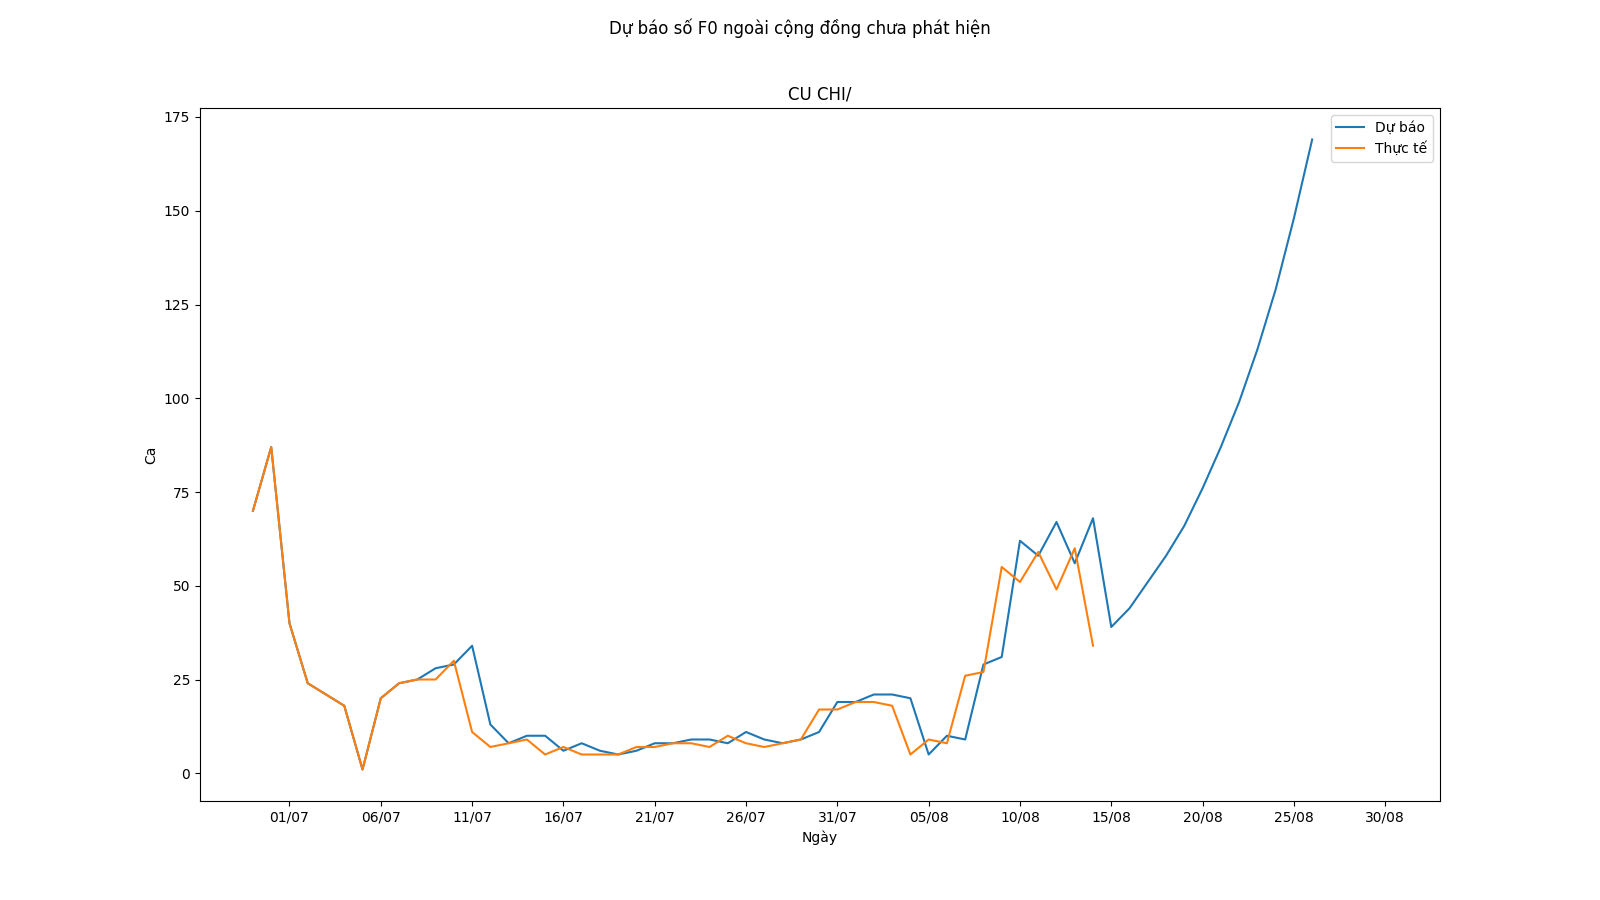 Dự báo số F0 ngoài cộng đồng chưa phát hiện
CU CHI/
175
150
125
100
75
50
25
0
Ca
Dự báo
Thực tế
01/07 06/07 11/07 16/07 21/07 26/07 31/07 05/08 10/08 15/08 20/08 25/08 30/08
Ngày